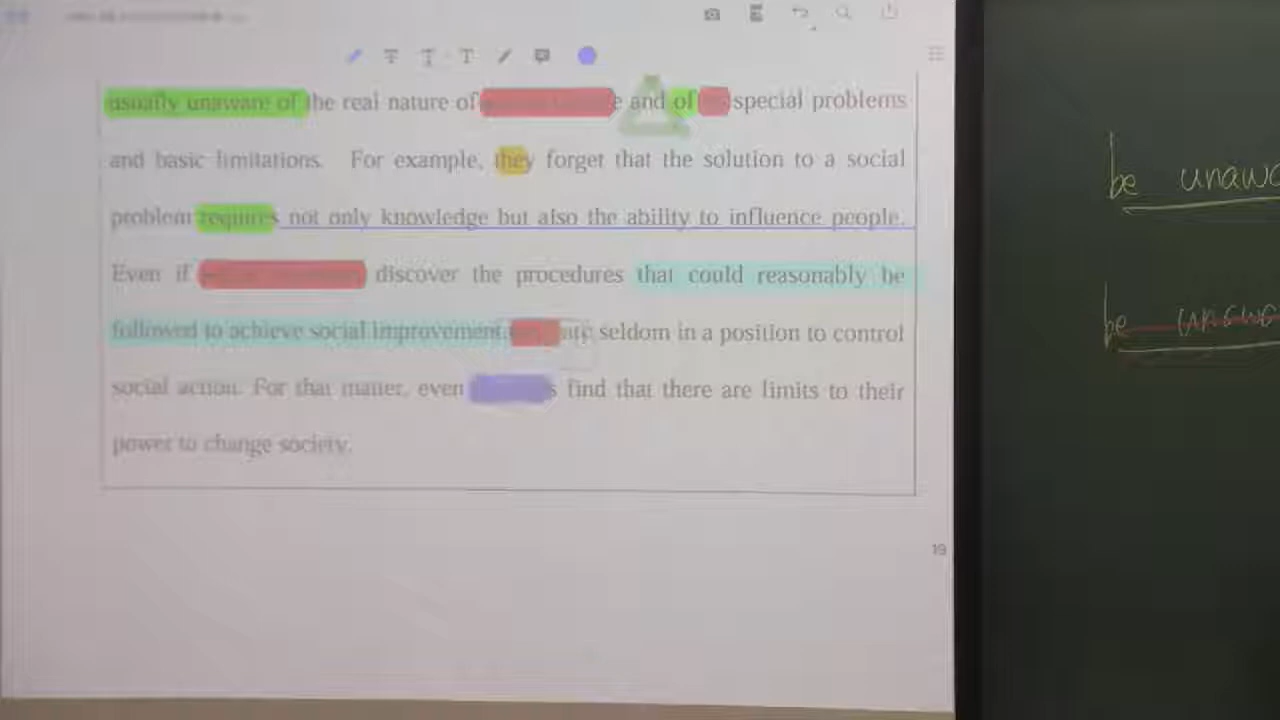 usually unaware of the real nature of and of special problems
and basic limitations. For example, they forget that the solution to a social
problem requires not only knowledge but also the ability to influence people.
Even if discover the procedures that could reasonably be
followed to achieve social improvement, are seldom in a position to control
social action. For that matter, even find that there are limits to their
power to change society.
19
be unawa
be unawa